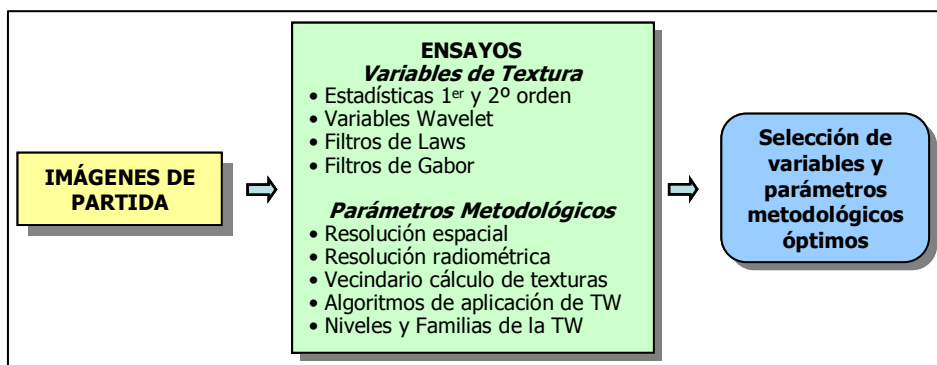 IMÁGENES DE
PARTIDA
ENSAYOS
Variables de Textura
• Estadísticas 1er y 2º orden
• Variables Wavelet
• Filtros de Laws
• Filtros de Gabor
Parámetros Metodológicos
• Resolución espacial
• Resolución radiométrica
• Vecindario cálculo de texturas
• Algoritmos de aplicación de TW
• Niveles y Familias de la TW
Selección de
variables y
parámetros
metodológicos
óptimos